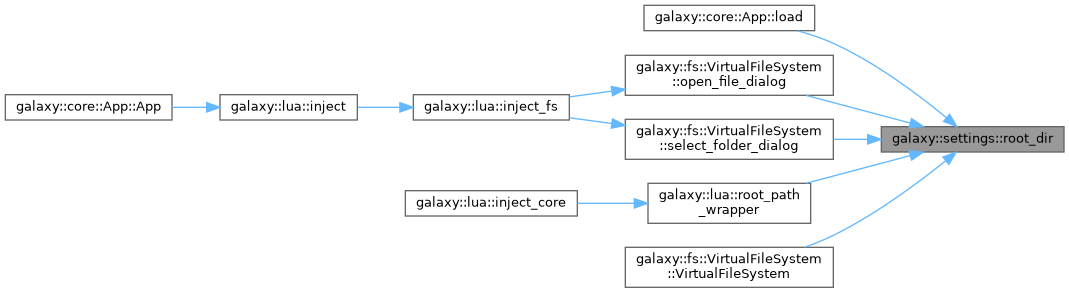 galaxy::core::App::load
galaxy::fs::VirtualFileSystem
::open_file_dialog
galaxy::core::App::App
galaxy::lua::inject
galaxy::lua::inject_fs
galaxy::fs::VirtualFileSystem
::select_folder_dialog
galaxy::settings::root_dir
galaxy::lua::inject_core
galaxy::lua::root_path
_wrapper
galaxy::fs::VirtualFileSystem
::VirtualFileSystem